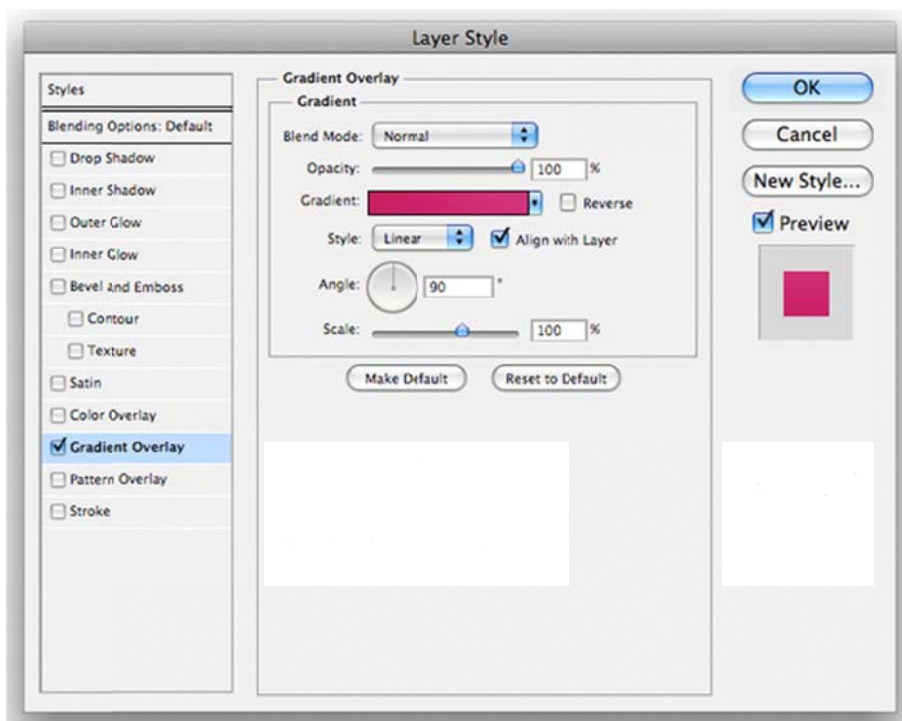 Layer Style
Styles
Blending Options: Default
Drop Shadow
Inner Shadow
Outer Glow
Inner Glow
Bevel and Emboss
Contour
Texture
Satin
Color Overlay
Gradient Overlay
Pattern Overlay
Stroke
Gradient Overlay
Gradient
Blend Mode: Normal
Opacity: 100 %
Gradient: Reverse
Style: Linear Align with Layer
Angle: 90 °
Scale: 100 %
Make Default Reset to Default
OK
Cancel
New Style...
Preview